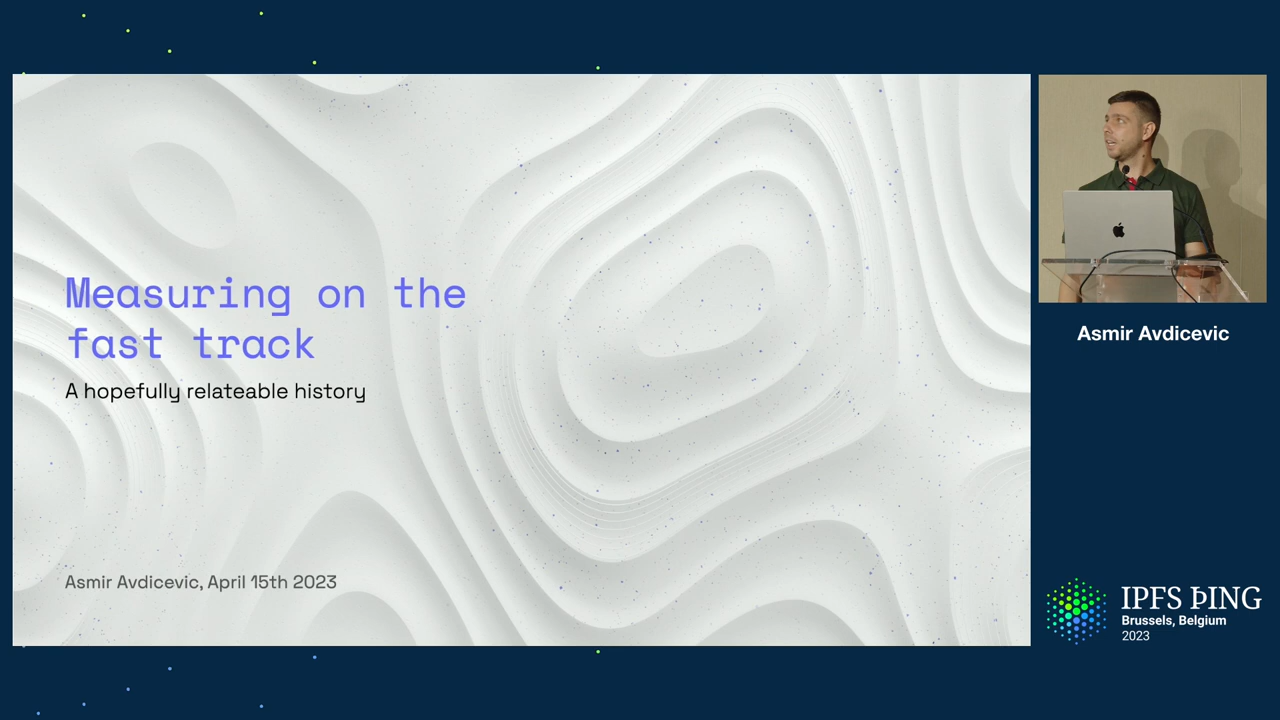 Measuring on the
fast track
A hopefully relateable history
Asmir Avdicevic, April 15th 2023
Asmir Avdicevic
IPFS ÞING
Brussels, Belgium
2023